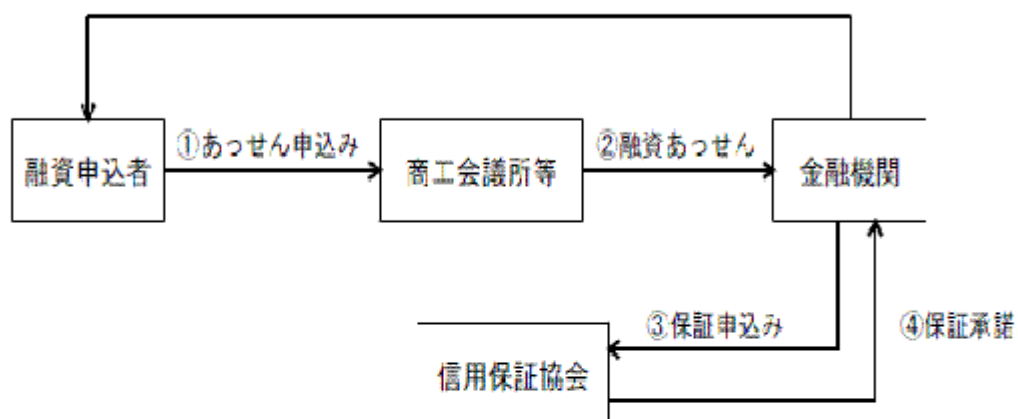 融資申込者
①あっせん申込み
商工会議所等
②融資あっせん
金融機関
③保証申込み
④保証承諾
信用保証協会